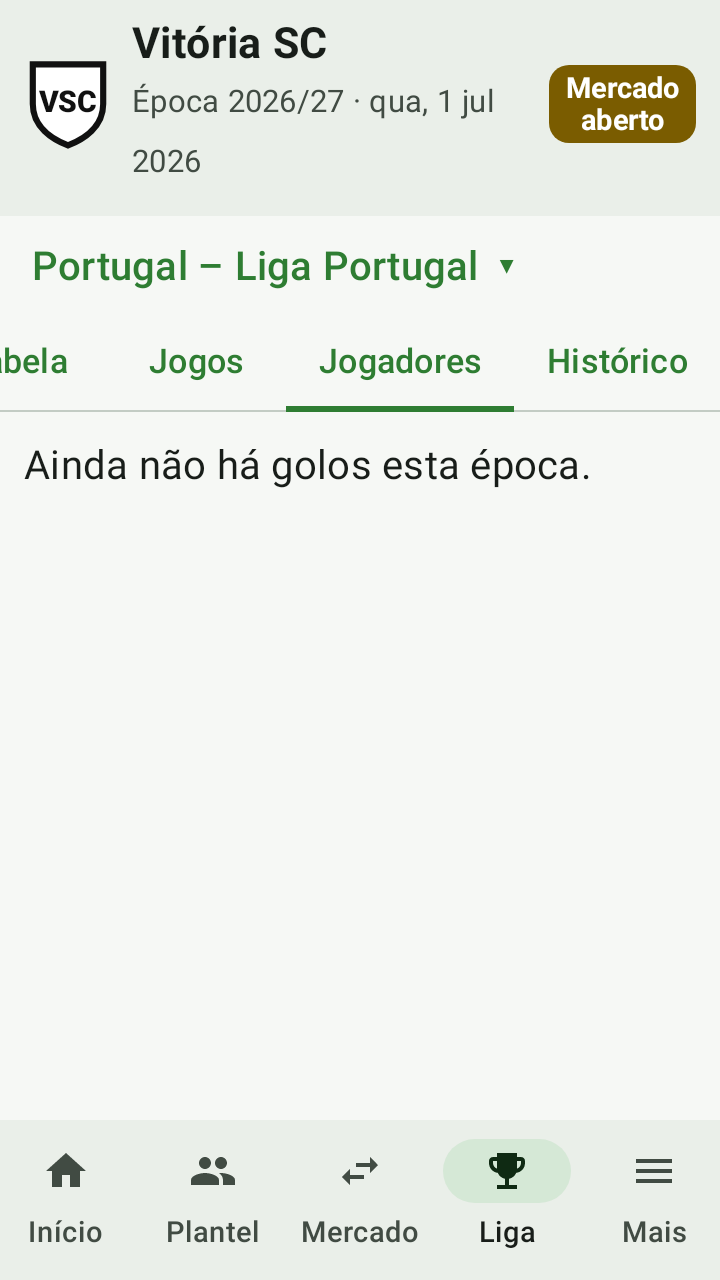 Vitória SC
VSC
Época 2026/27 · qua, 1 jul
2026
Mercado
aberto
Portugal – Liga Portugal ▼
abela
Jogos
Jogadores
Histórico
Ainda não há golos esta época.
Início
Plantel
Mercado
Liga
Mais